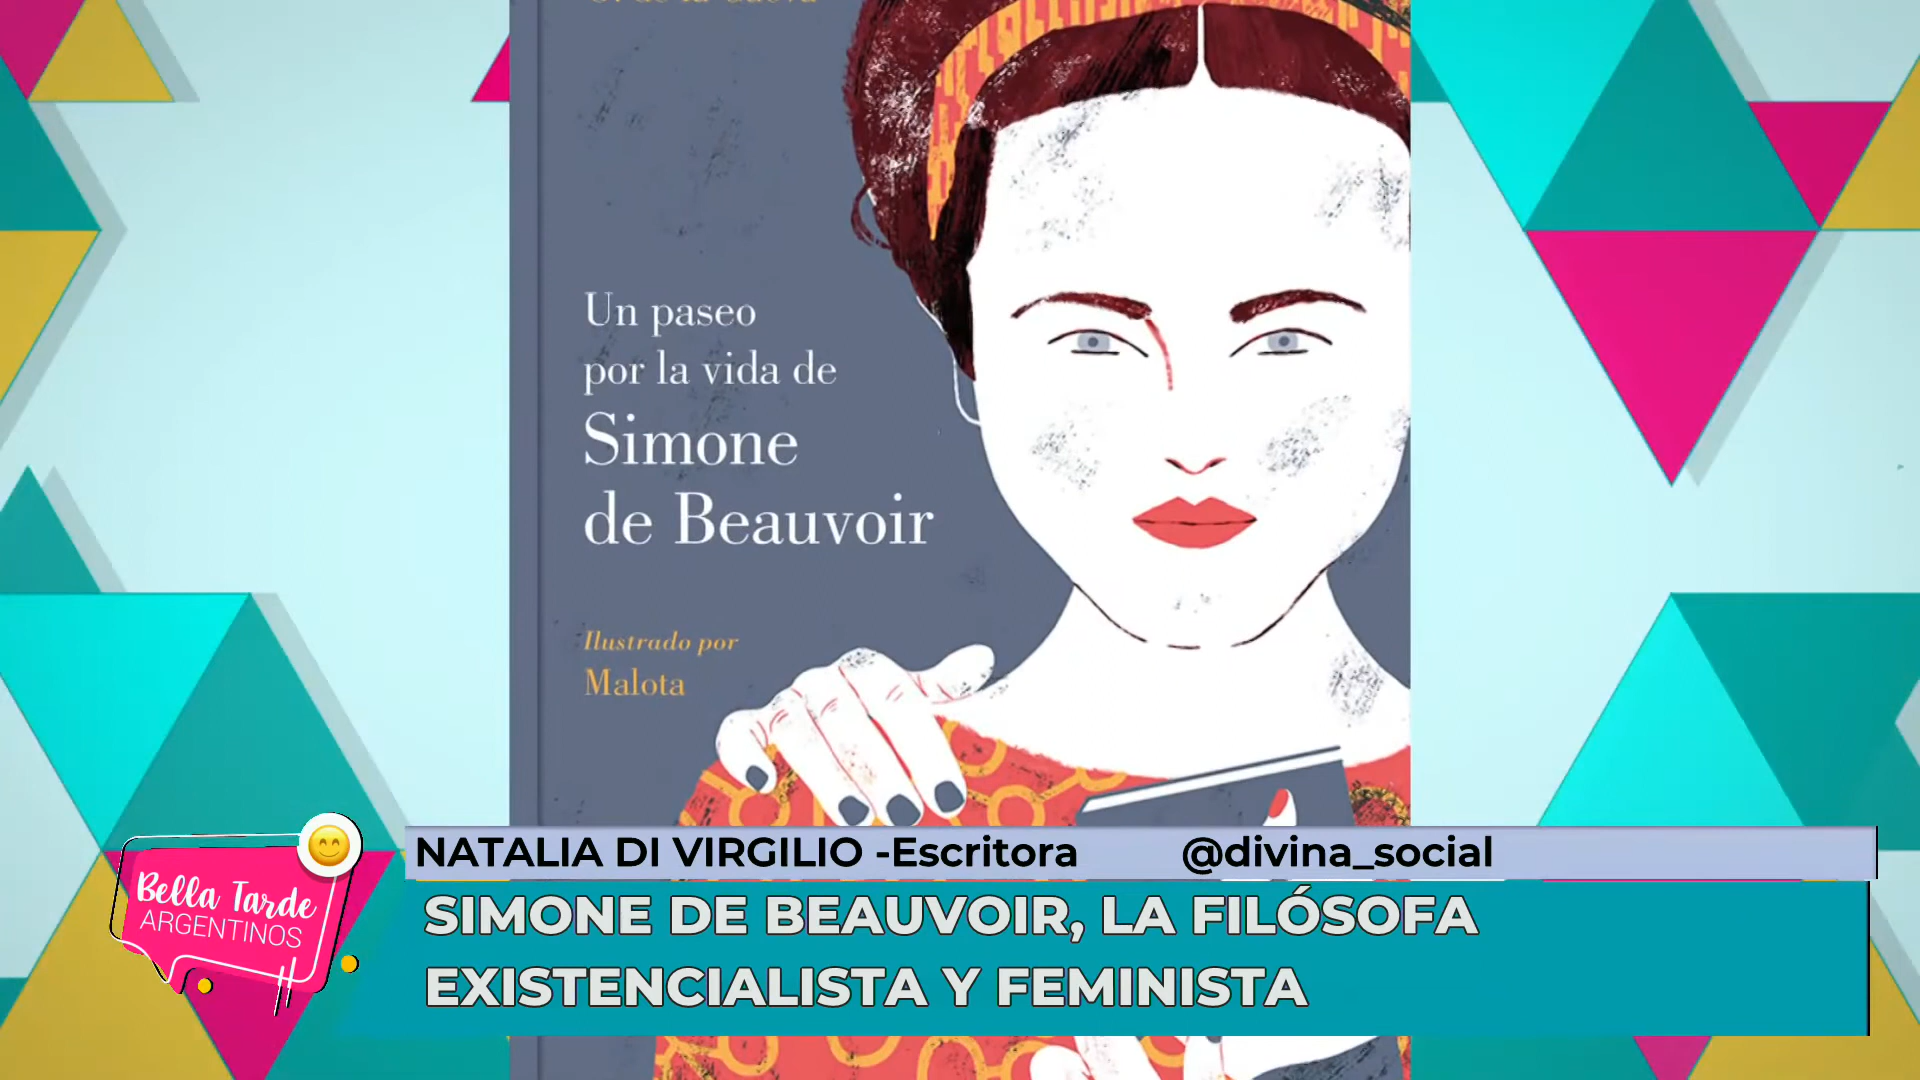 Un paseo
por la vida de
Simone
de Beauvoir
Ilustrado por
Malota
NATALIA DI VIRGILIO -Escritora @divina_social
SIMONE DE BEAUVOIR, LA FILÓSOFA
EXISTENCIALISTA Y FEMINISTA
Bella Tarde
ARGENTINOS